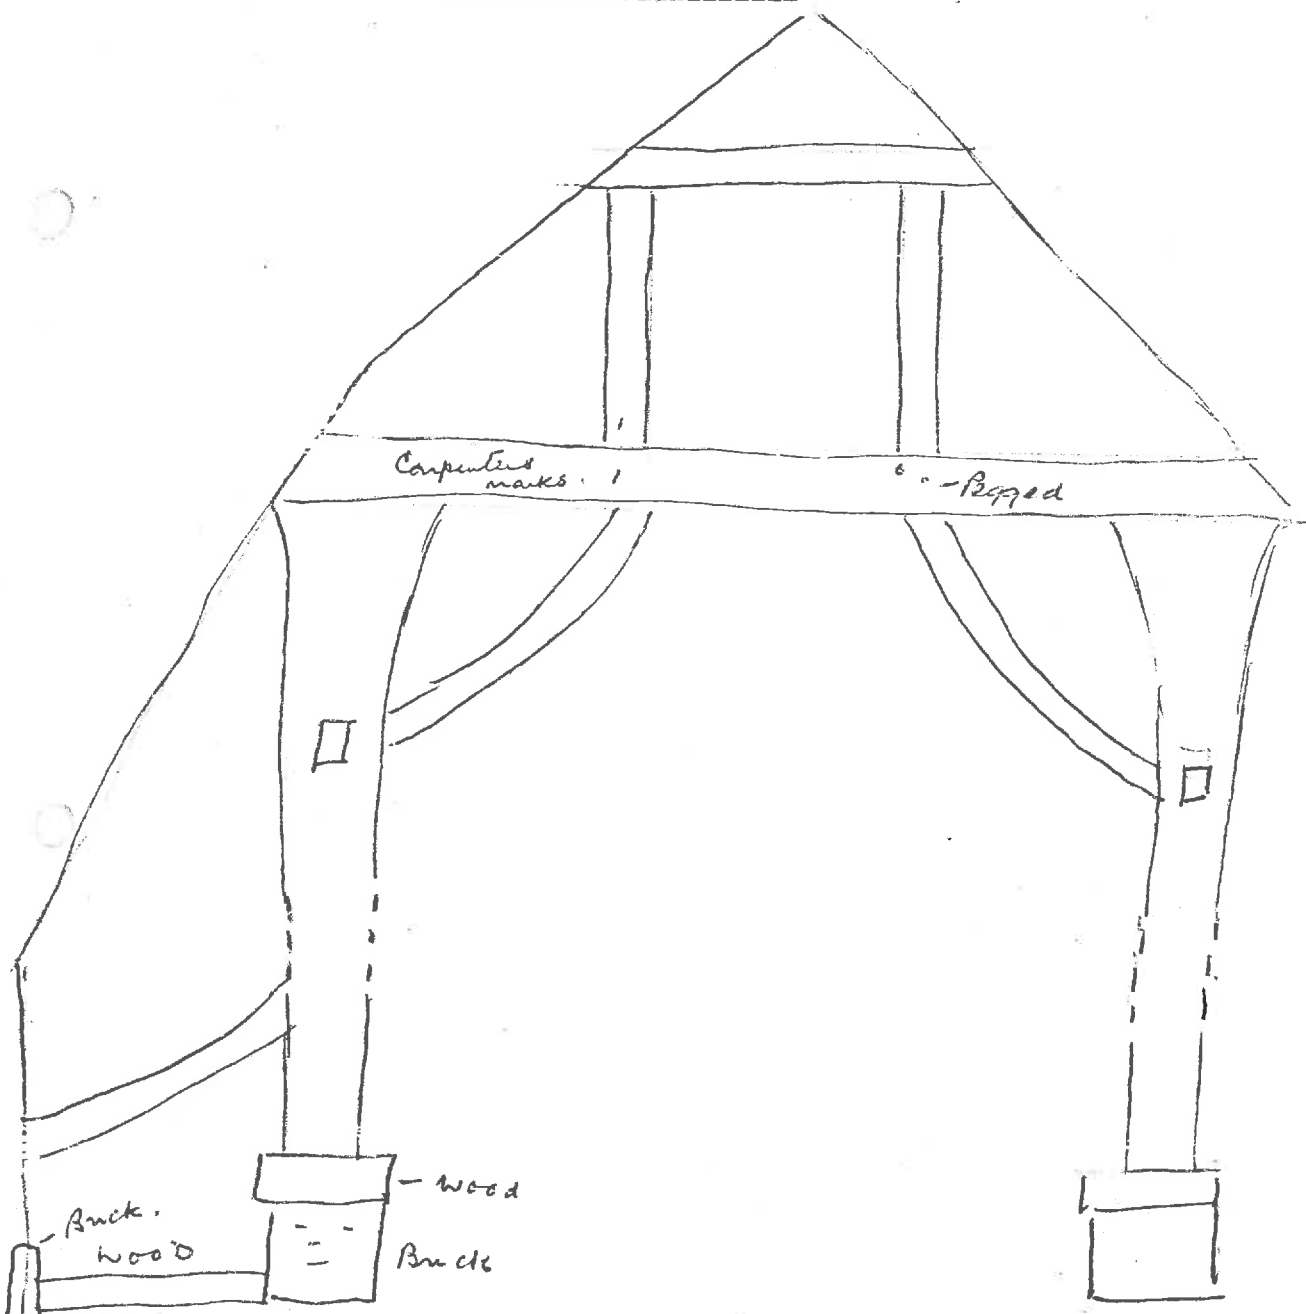 Carpenters
marks.
- Pegged
- wood
- Brick.
wood
Brick